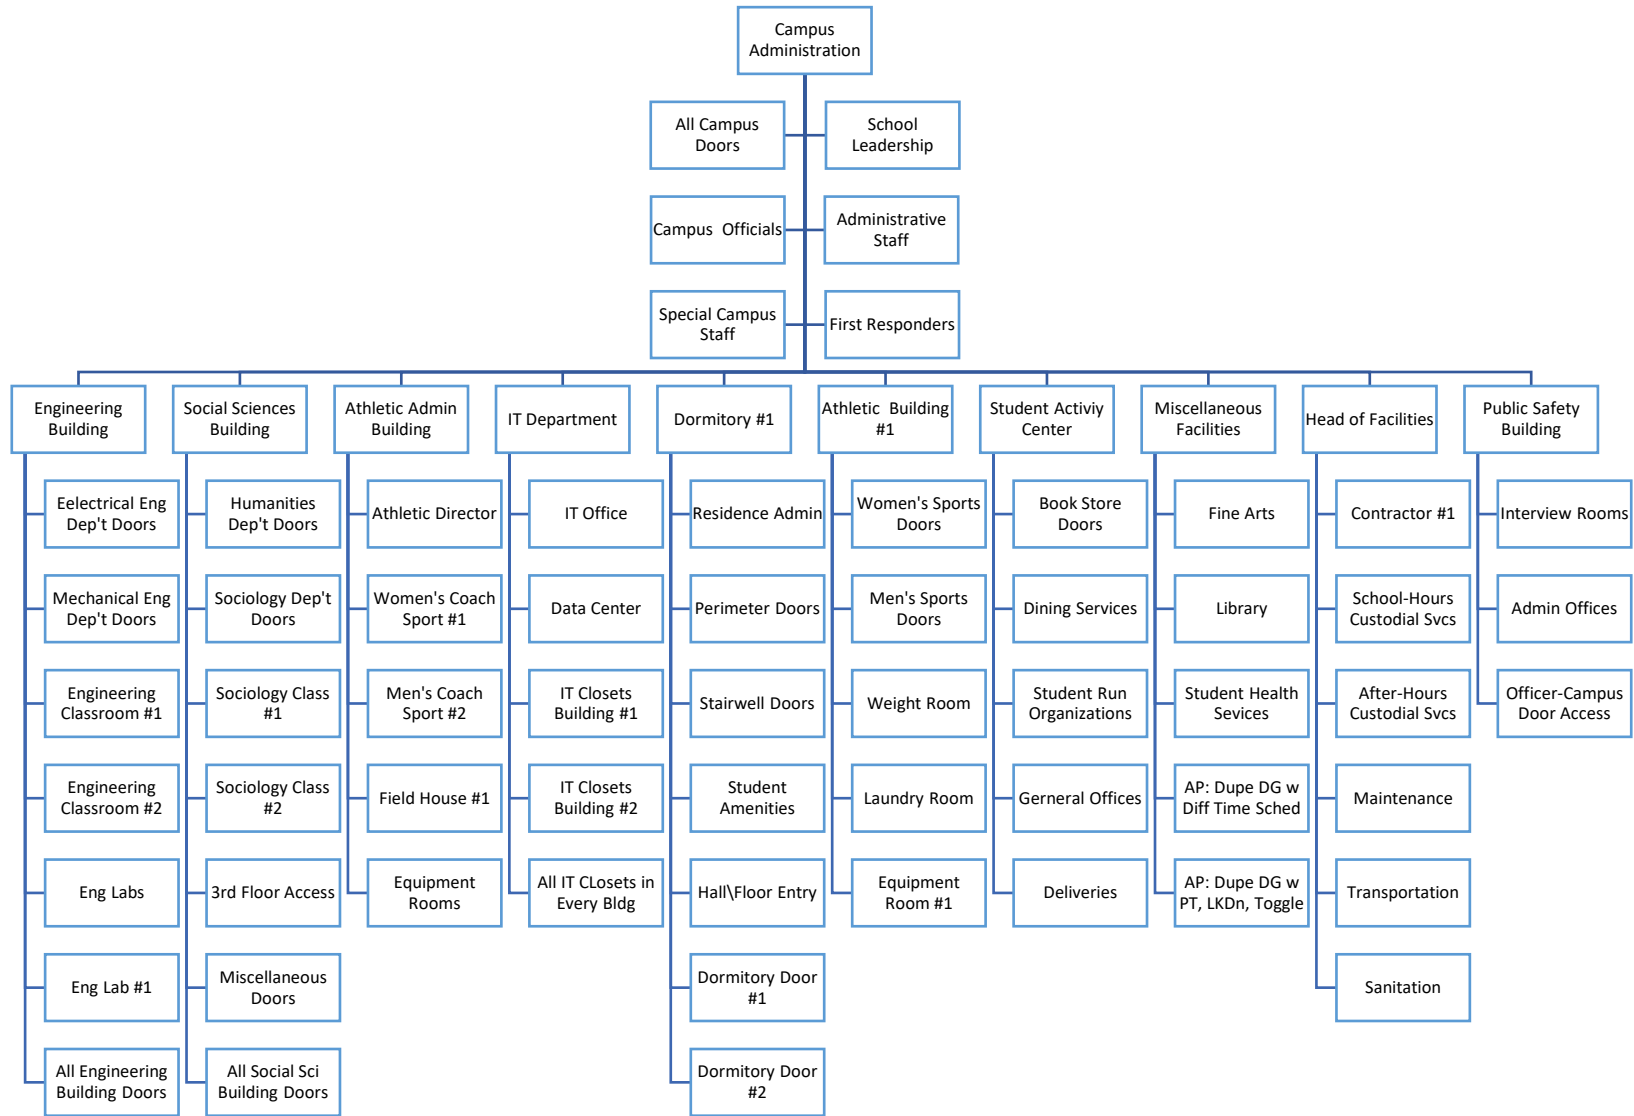 Campus
Administration
All Campus
Doors
School
Leadership
Campus  Officials
Administrative
Staff
Special Campus
Staff
First Responders
Engineering
Building
Social Sciences
Building
Athletic Admin
Building
IT Department
Dormitory #1
Athletic  Building
#1
Student Activiy
Center
Miscellaneous
Facilities
Head of Facilities
Public Safety
Building
Eelectrical Eng
Dep't Doors
Mechanical Eng
Dep't Doors
Engineering
Classroom #1
Engineering
Classroom #2
Eng Labs
Eng Lab #1
All Engineering
Building Doors
Humanities
Dep't Doors
Sociology Dep't
Doors
Sociology Class
#1
Sociology Class
#2
3rd Floor Access
Miscellaneous
Doors
All Social Sci
Building Doors
Athletic Director
Women's Coach
Sport #1
Men's Coach
Sport #2
Field House #1
Equipment
Rooms
IT Office
Data Center
IT Closets
Building #1
IT Closets
Building #2
All IT CLosets in
Every Bldg
Residence Admin
Perimeter Doors
Stairwell Doors
Student
Amenities
Hall\Floor Entry
Dormitory Door
#1
Dormitory Door
#2
Women's Sports
Doors
Men's Sports
Doors
Weight Room
Laundry Room
Equipment
Room #1
Book Store
Doors
Dining Services
Student Run
Organizations
Gerneral Offices
Deliveries
Fine Arts
Library
Student Health
Sevices
AP: Dupe DG w
Diff Time Sched
AP: Dupe DG w
PT, LKDn, Toggle
Contractor #1
School-Hours
Custodial Svcs
After-Hours
Custodial Svcs
Maintenance
Transportation
Sanitation
Interview Rooms
Admin Offices
Officer-Campus
Door Access